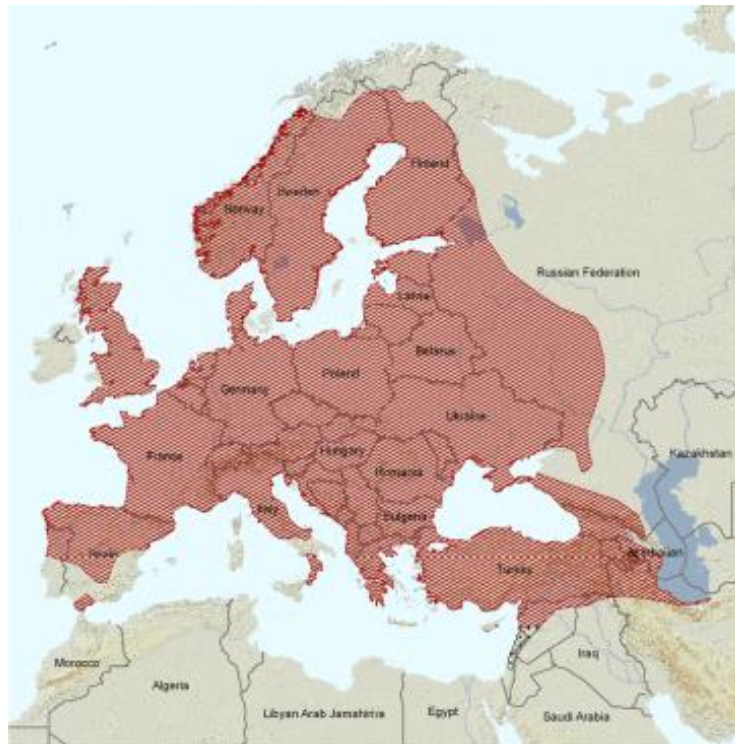 Finland
Sweden
Norway
Russian Federation
Latvia
Belarus
Poland
Germany
Ukraine
Kazakhstan
France
Hungary
Romania
Italy
Bulgaria
Azerbaijan
Turkey
Iraq
Morocco
Algeria
Libyan Arab Jamahiriya
Egypt
Saudi Arabia